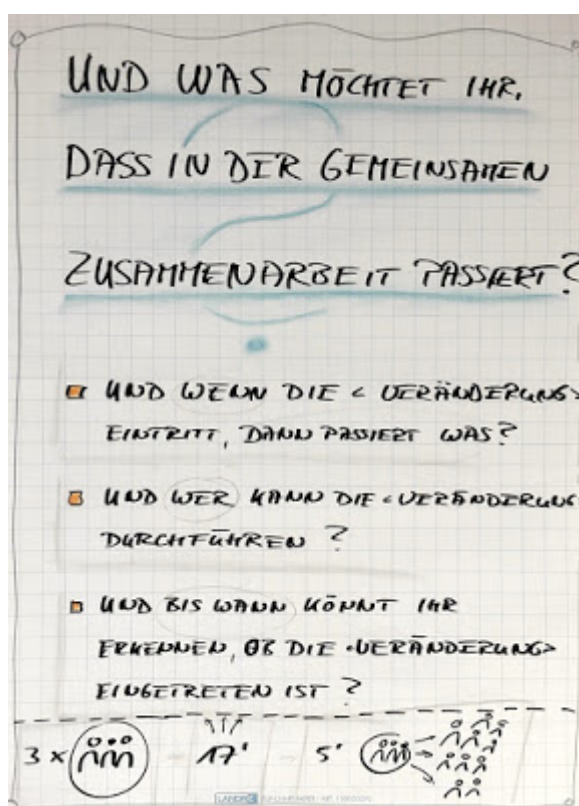 UND WAS MÖCHTET IHR,
DASS IN DER GEMEINSAMEN
ZUSAMMENARBEIT PASSIERT?
UND WENN DIE < VERÄNDERUNG>
EINTRITT, DANN PASSIERT WAS?
UND WER KANN DIE <VERÄNDERUNG
DURCHFÜHREN ?
UND BIS WANN KÖNNT IHR
ERKENNEN, OB DIE <VERÄNDERUNG>
EINGETRETEN IST ?
3 x 17' 5'